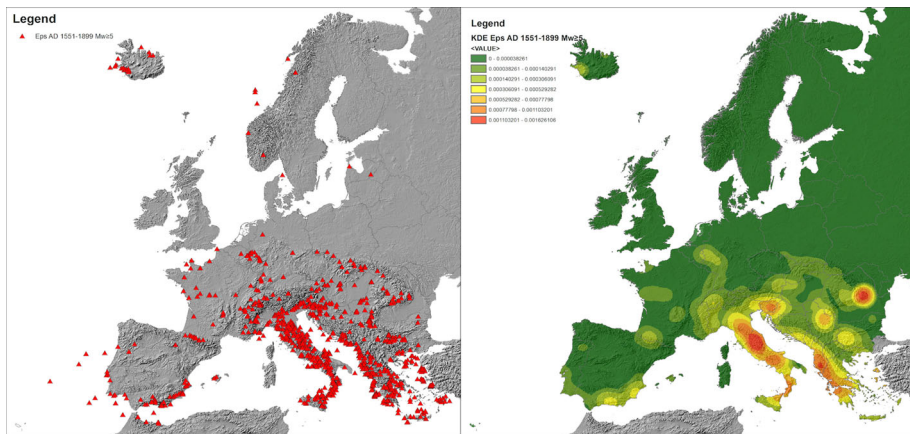 Legend
Eps AD 1551-1899 Mw≥5
Legend
KDE Eps AD 1551-1899 Mw≥5
<VALUE>
0 - 0.000038261
0.000038261 - 0.000140291
0.000140291 - 0.000306091
0.000306091 - 0.000529282
0.000529282 - 0.00077798
0.00077798 - 0.001103201
0.001103201 - 0.001626106